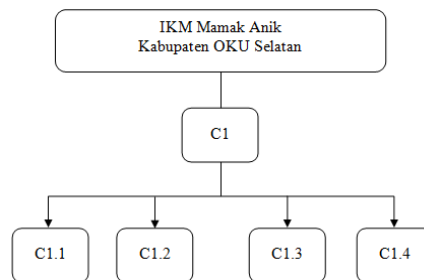 IKM Mamak Anik
Kabupaten OKU Selatan
C1
C1.1
C1.2
C1.3
C1.4